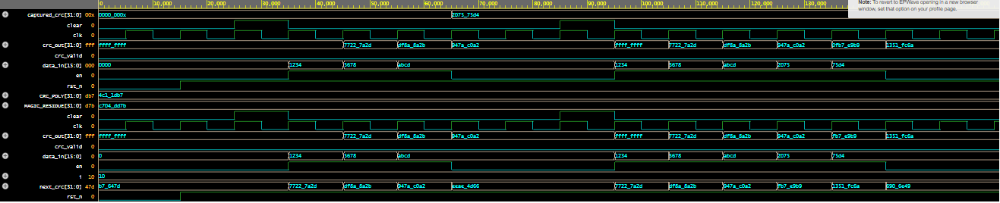 0 10,000 20,000 30,000 40,000 50,000 60,000 70,000 80,000 90,000 100,000 110,000 120,000 130,000
Note: To revert to EPWave opening in a new browser
window, set that option on your profile page.
captured_crc[31:0] 00x 0000_000x 2075_75d4
clear 0
clk 0
crc_out[31:0] fff ffff_ffff 7722_7a2d df8a_8a2b 947a_c0a2 ffff_ffff 7722_7a2d df8a_8a2b 947a_c0a2 0fb7_e9b9 1351_fc6a
crc_valid 0
data_in[15:0] 000 0000 1234 5678 abcd 1234 5678 abcd 2075 75d4
en 0
rst_n 0
CRC_POLY[31:0] db7 4c1_1db7
MAGIC_RESIDUE[31:0] d7b c704_dd7b
clear 0
clk 0
crc_out[31:0] fff ffff_ffff 7722_7a2d df8a_8a2b 947a_c0a2 ffff_ffff 7722_7a2d df8a_8a2b 947a_c0a2 fb7_e9b9 1351_fc6a
crc_valid 0
data_in[15:0] 0 0 1234 5678 abcd 1234 5678 abcd 2075 75d4
en 0
i 10 10
next_crc[31:0] 47d b7_647d 7722_7a2d df8a_8a2b 947a_c0a2 eeae_4d66 7722_7a2d df8a_8a2b 947a_c0a2 fb7_e9b9 1351_fc6a 690_6e49
rst_n 0